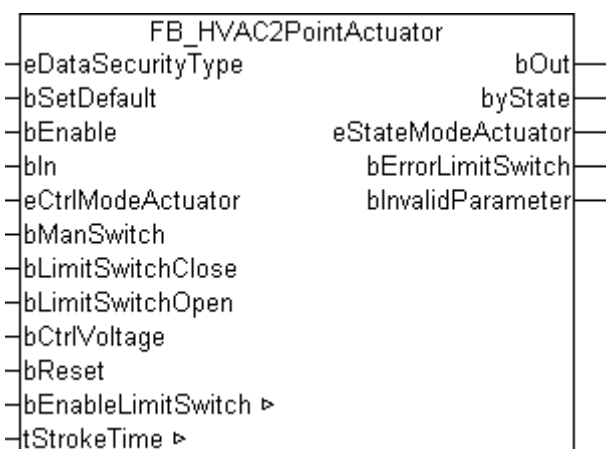 FB_HVAC2PointActuator
eDataSecurityType bOut
bSetDefault byState
bEnable eStateModeActuator
bIn bErrorLimitSwitch
eCtrlModeActuator bInvalidParameter
bManSwitch
bLimitSwitchClose
bLimitSwitchOpen
bCtrlVoltage
bReset
bEnableLimitSwitch ▷
tStrokeTime ▷